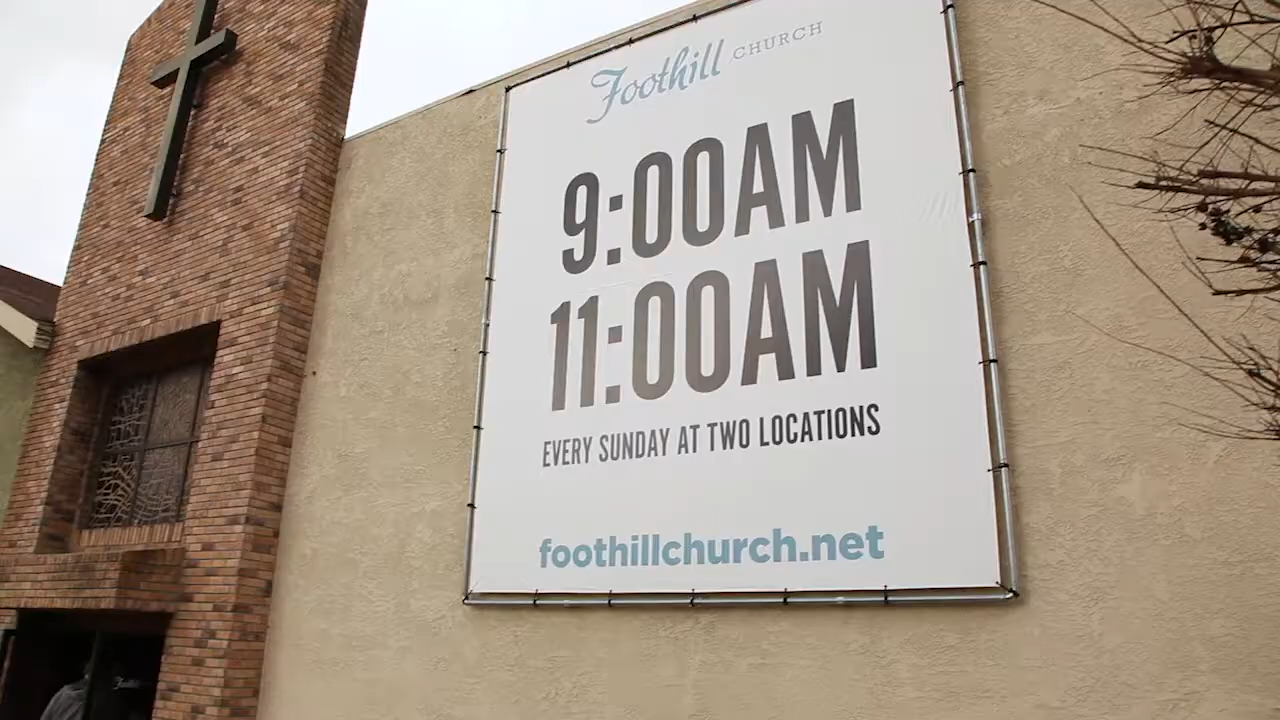 Foothill CHURCH
9:00AM
11:00AM
EVERY SUNDAY AT TWO LOCATIONS
foothillchurch.net